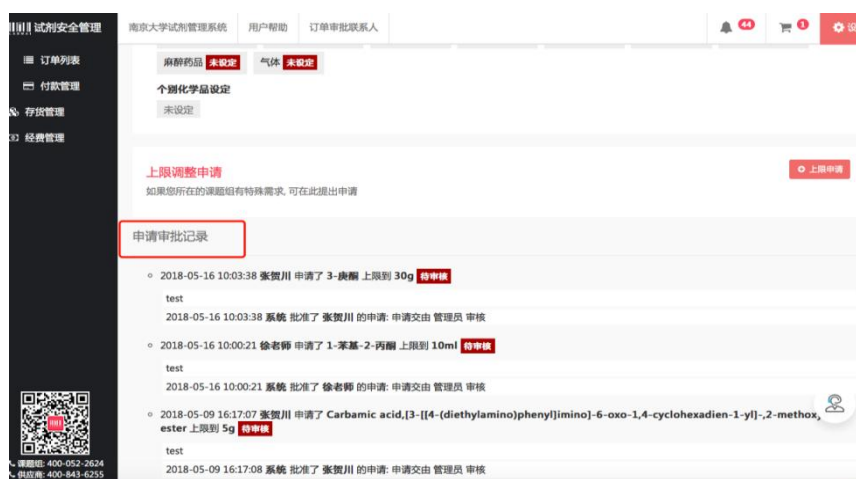 试剂安全管理
南京大学试剂管理系统 用户帮助 订单审批联系人 44 0
订单列表
付款管理
存货管理
经费管理
麻醉药品 未设定 气体 未设定
个别化学品设定
未设定
上限调整申请
上限申请
如果您所在的课题组有特殊需求, 可在此提出申请
申请审批记录
2018-05-16 10:03:38 张贺川 申请了 3-庚酮 上限到 30g 待审核
test
2018-05-16 10:03:38 系统 批准了 张贺川 的申请: 申请交由 管理员 审核
2018-05-16 10:00:21 徐老师 申请了 1-苯基-2-丙酮 上限到 10ml 待审核
test
2018-05-16 10:00:21 系统 批准了 徐老师 的申请: 申请交由 管理员 审核
2018-05-09 16:17:07 张贺川 申请了 Carbamic acid,[3-[[4-(diethylamino)phenyl]imino]-6-oxo-1,4-cyclohexadien-1-yl]-,2-methox
ester 上限到 5g 待审核
test
2018-05-09 16:17:08 系统 批准了 张贺川 的申请: 申请交由 管理员 审核
课题组: 400-052-2624
供应商: 400-843-6255